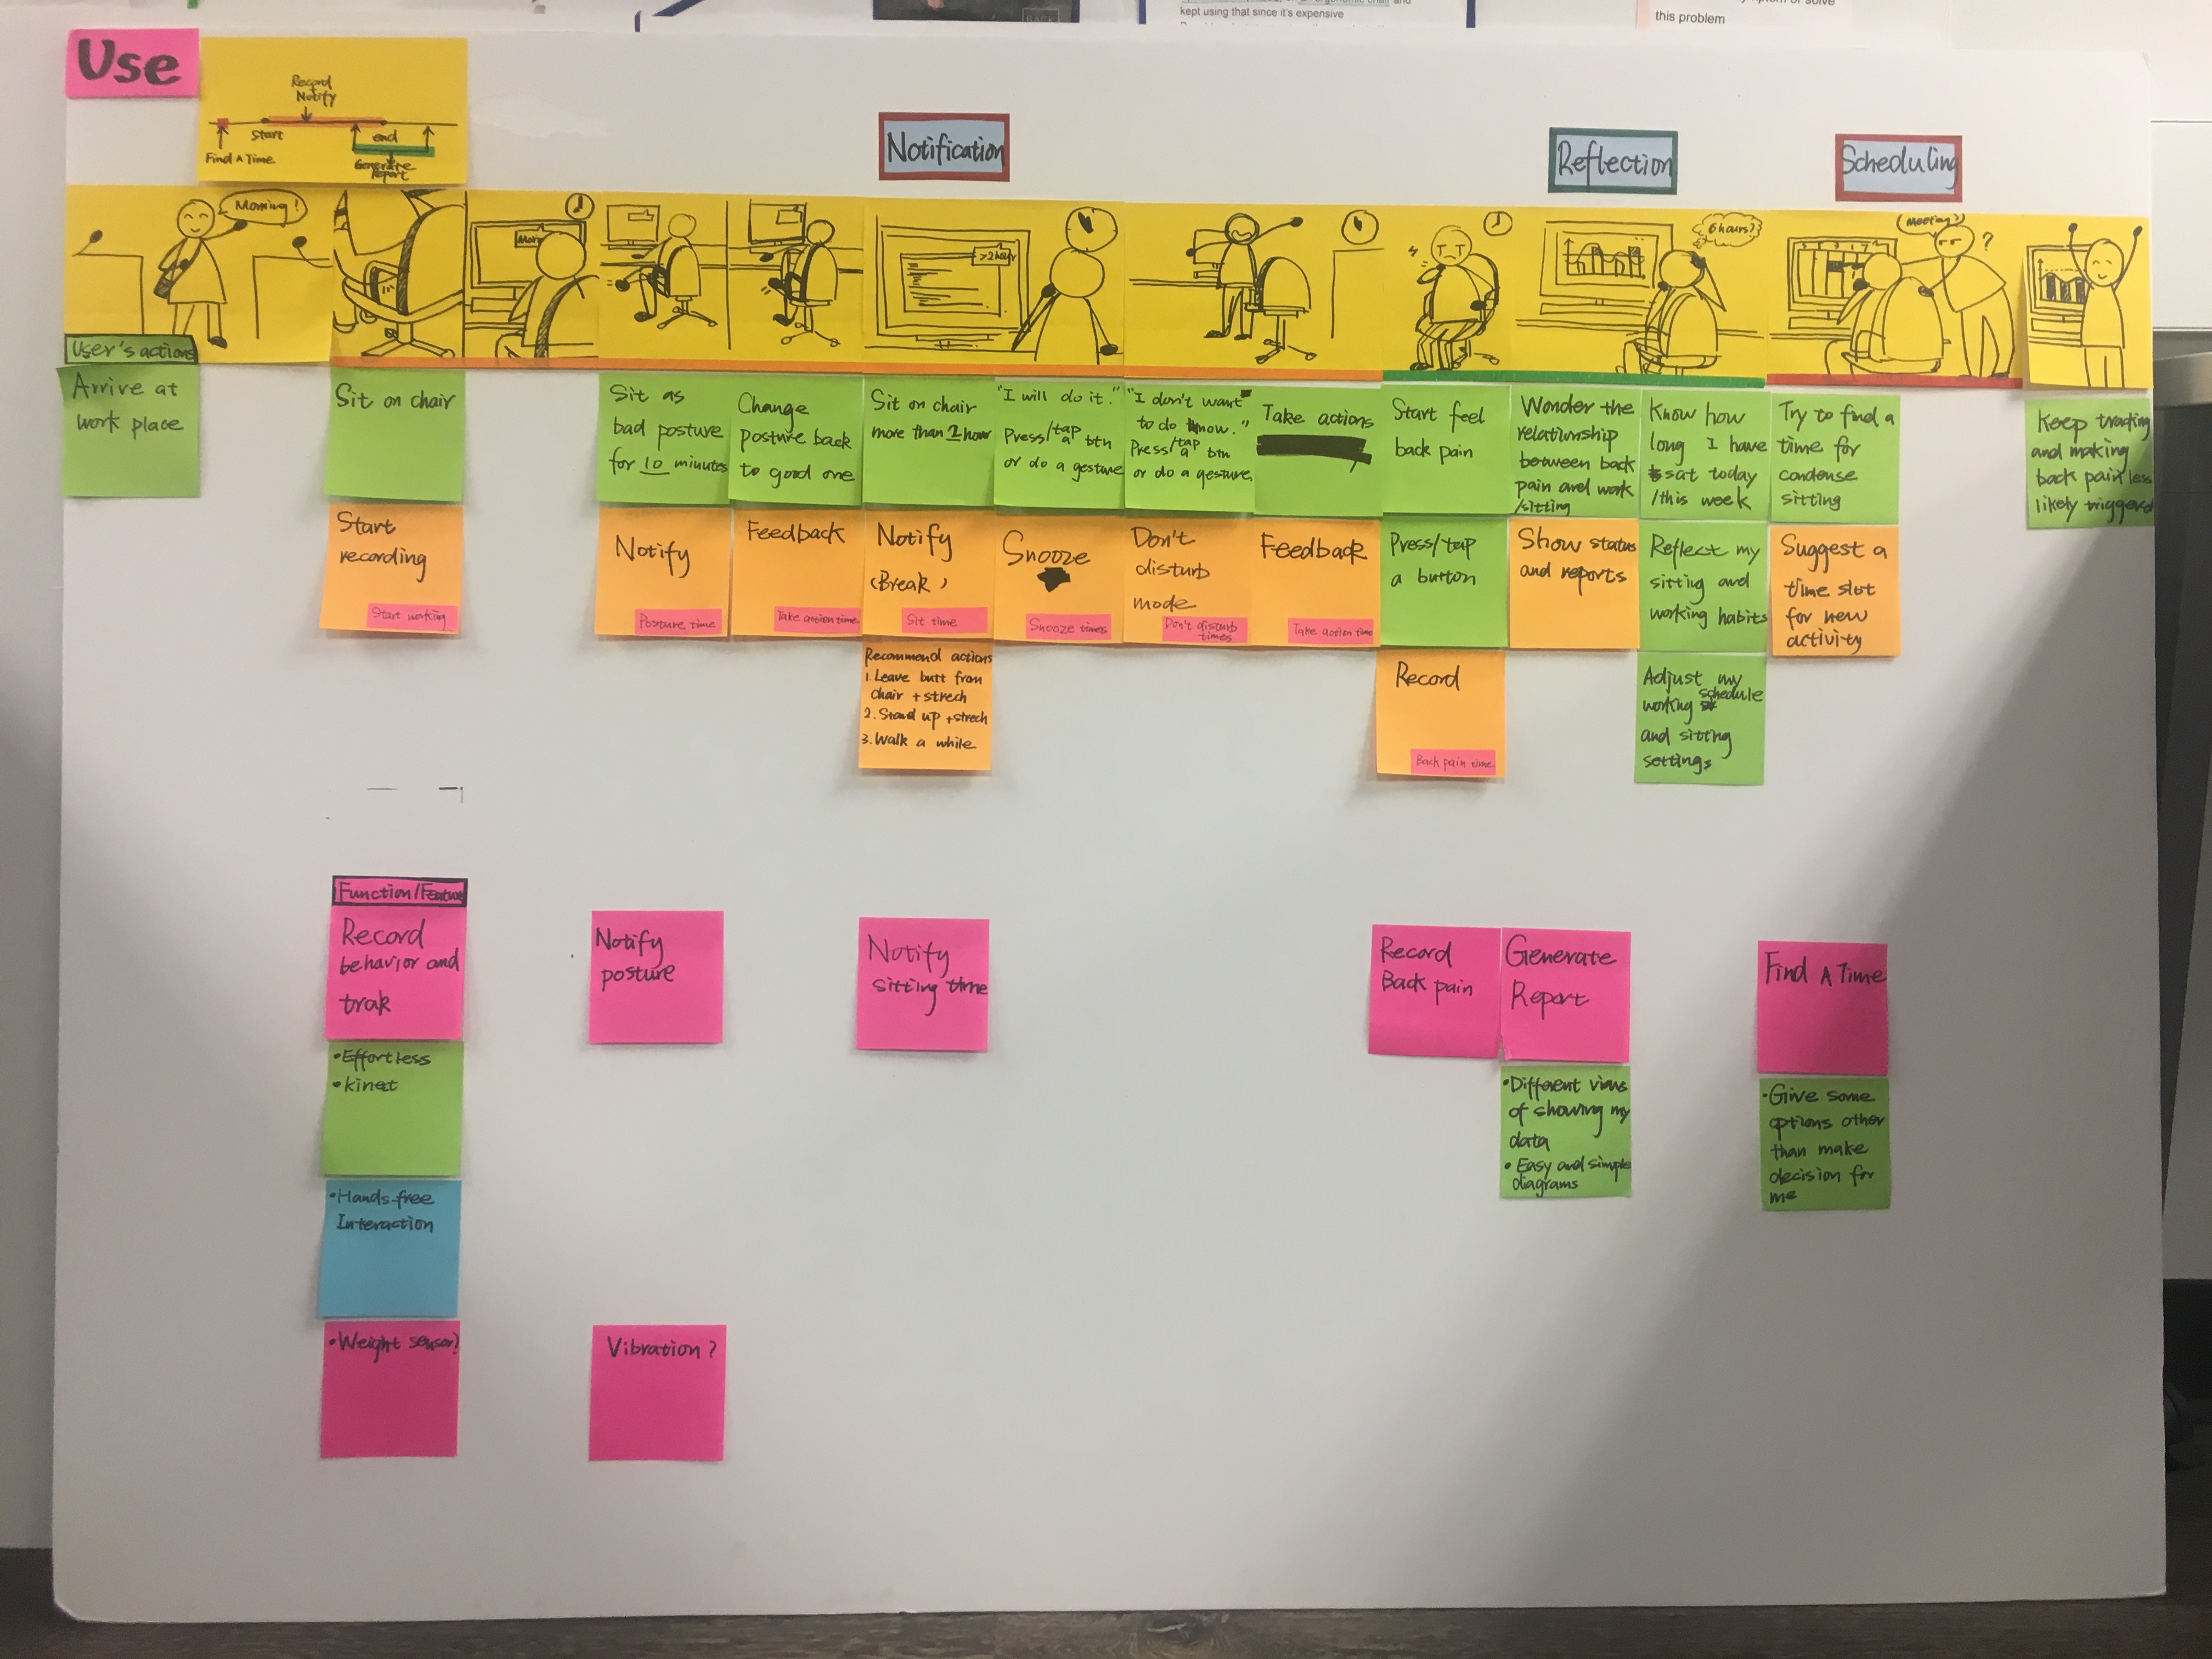 kept using that since it's expensive
this problem
BACK
Use
Record
Notify
Start
end
Find A Time
Generate
Report
Notification
Reflection
Scheduling
Morning!
>2hour
6 hours?
(Meeting?)
?
User's actions
Arrive at
work place
Sit on chair
Sit as
bad posture
for 10 minutes
Change
posture back
to good one
Sit on chair
more than 2 hour
"I will do it."
Press/tap
a btn
or do a gesture
"I don't want"
to do know."
Press/tap
a btn
or do a gesture
Take actions
Start feel
back pain
Wonder the
relationship
between back
pain and work
/sitting
Know how
long I have
sat today
/this week
Try to find a
time for
condense
sitting
Keep tracking
and making
back pain less
likely triggered
Start
recording
Start working
Notify
Posture time
Feedback
Take action time
Notify
(Break)
Sit time
Snooze
Snooze times
Don't
disturb
mode
Don't disturb
times
Feedback
Take action time
Press/tap
a button
Show status
and reports
Reflect my
sitting and
working habits
Suggest a
time slot
for new
activity
Recommend actions
1. Leave butt from
chair + strech
2. Stand up + strech
3. Walk a while
Record
Back pain time
Adjust my
working schedule
and sitting
settings
Function/Feature
Record
behavior and
trak
Notify
posture
Notify
sitting time
Record
Back pain
Generate
Report
Find A Time
• Effortless
• kinet
• Different views
of showing my
data
• Easy and simple
diagrams
• Give some
options other
than make
decision for
me
• Hands-free
Interaction
• Weight sensor?
Vibration?